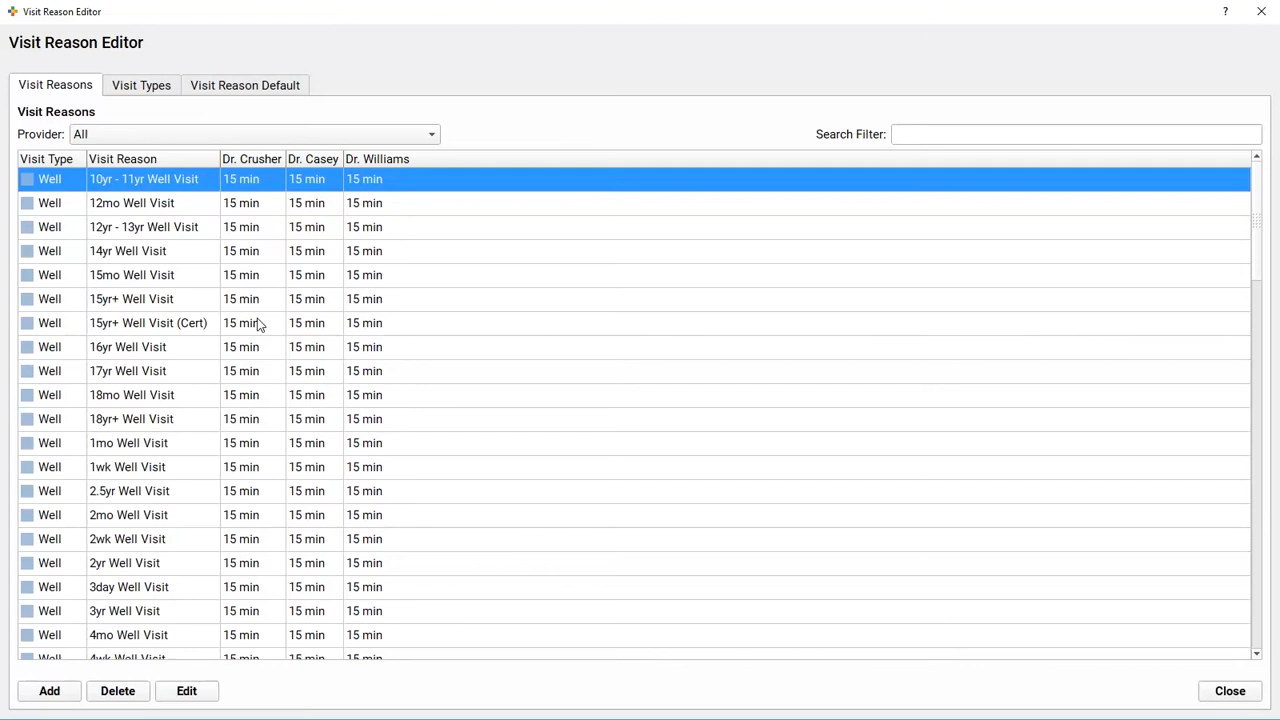 Visit Reason Editor
?
Visit Reason Editor
Visit Reasons Visit Types Visit Reason Default
Visit Reasons
Provider: All Search Filter:
Visit Type Visit Reason Dr. Crusher Dr. Casey Dr. Williams
Well 10yr - 11yr Well Visit 15 min 15 min 15 min
Well 12mo Well Visit 15 min 15 min 15 min
Well 12yr - 13yr Well Visit 15 min 15 min 15 min
Well 14yr Well Visit 15 min 15 min 15 min
Well 15mo Well Visit 15 min 15 min 15 min
Well 15yr+ Well Visit 15 min 15 min 15 min
Well 15yr+ Well Visit (Cert) 15 min 15 min 15 min
Well 16yr Well Visit 15 min 15 min 15 min
Well 17yr Well Visit 15 min 15 min 15 min
Well 18mo Well Visit 15 min 15 min 15 min
Well 18yr+ Well Visit 15 min 15 min 15 min
Well 1mo Well Visit 15 min 15 min 15 min
Well 1wk Well Visit 15 min 15 min 15 min
Well 2.5yr Well Visit 15 min 15 min 15 min
Well 2mo Well Visit 15 min 15 min 15 min
Well 2wk Well Visit 15 min 15 min 15 min
Well 2yr Well Visit 15 min 15 min 15 min
Well 3day Well Visit 15 min 15 min 15 min
Well 3yr Well Visit 15 min 15 min 15 min
Well 4mo Well Visit 15 min 15 min 15 min
Well 4wk Well Visit 15 min 15 min 15 min
Add Delete Edit Close